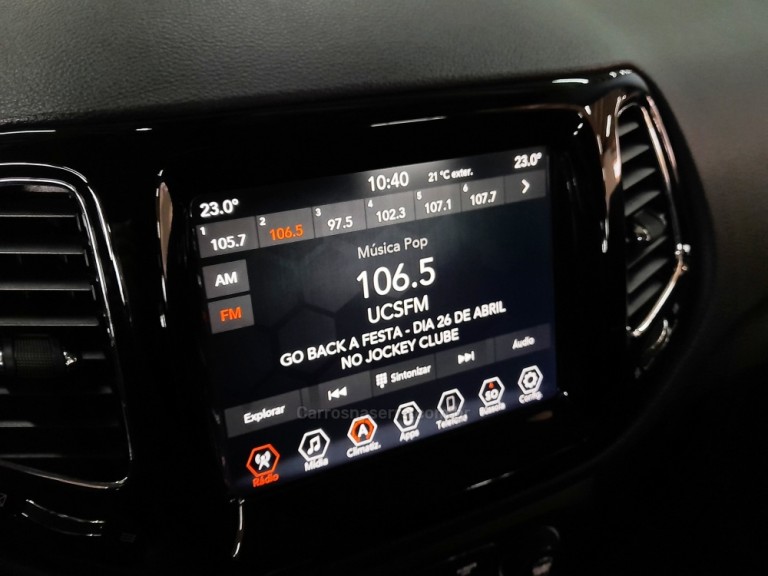 23.0° 10:40 21 °C exter. 23.0°
1 105.7 2 106.5 3 97.5 4 102.3 5 107.1 6 107.7
AM
Música Pop
FM
106.5
UCSFM
GO BACK A FESTA - DIA 26 DE ABRIL
NO JOCKEY CLUBE
Explorar Sintonizar Áudio
Rádio Mídia Climatiz. Apps Telefone Bússola Config.
A SO